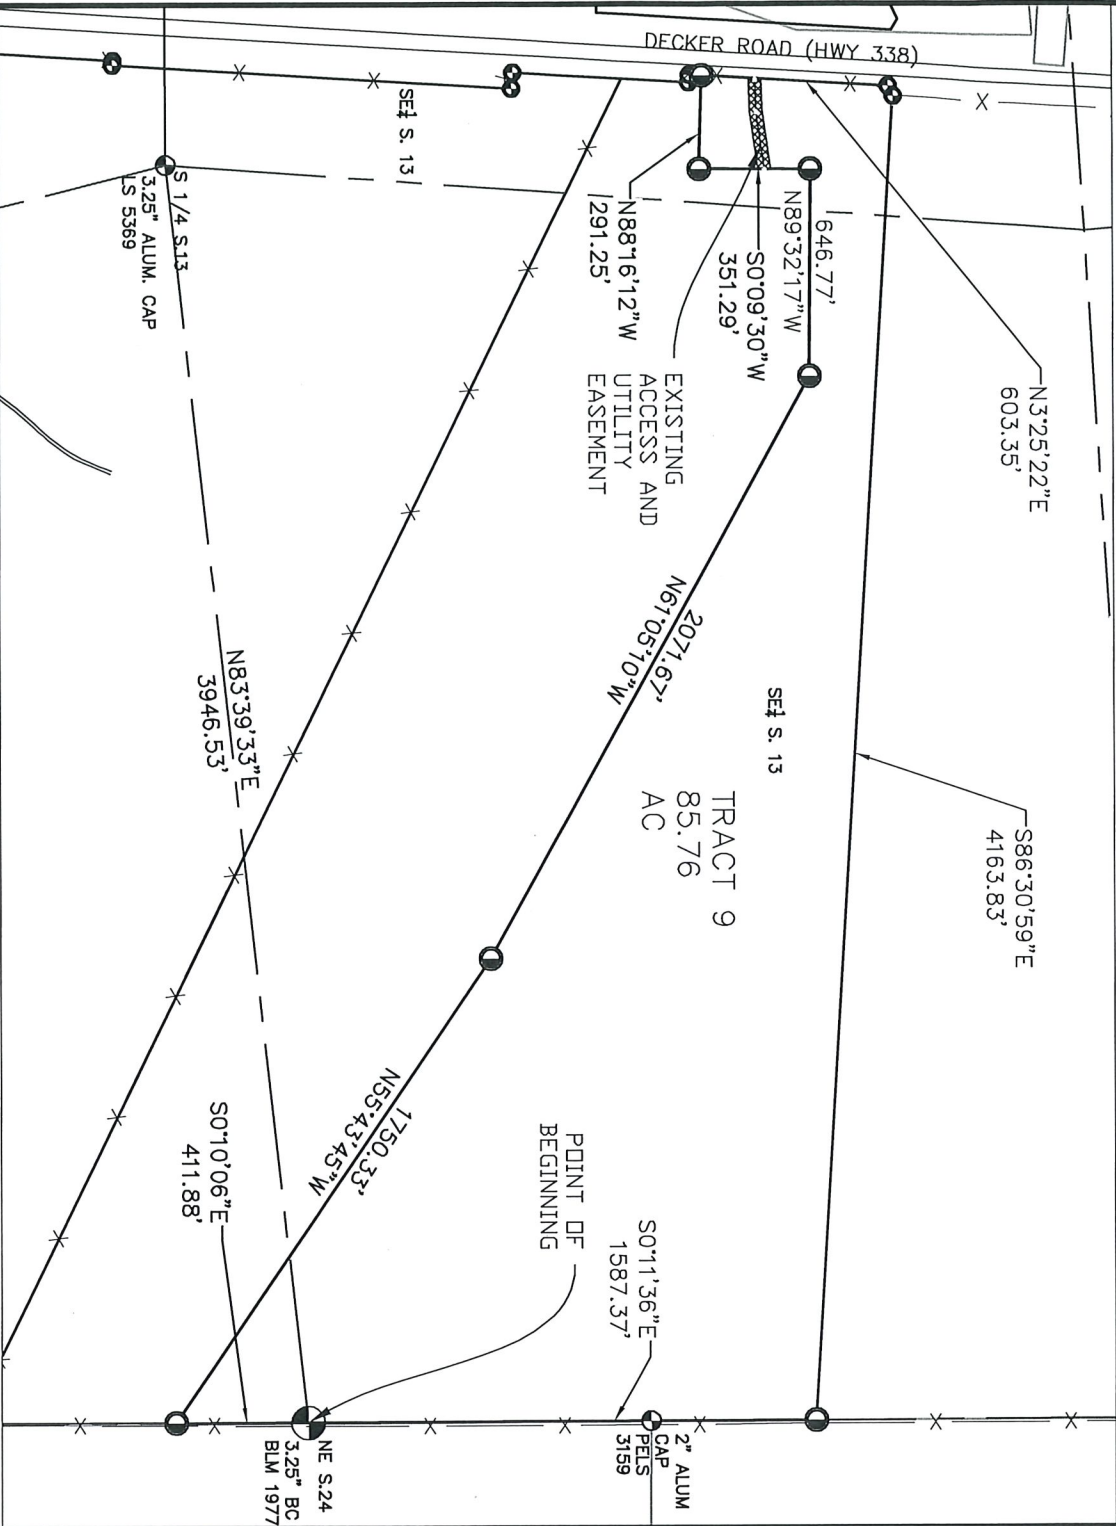 DECKER ROAD (HWY 338)
N3°25'22"E
603.35'
S86°30'59"E
4163.83'
646.77'
N89°32'17"W
S0°09'30"W
351.29'
N88°16'12"W
291.25'
EXISTING
ACCESS AND
UTILITY
EASEMENT
SE¼ S. 13
S 1/4 S.13
3.25" ALUM. CAP
LS 5369
2071.67'
N61°05'10"W
SE¼ S. 13
TRACT 9
85.76
AC
N83°39'33"E
3946.53'
1750.33'
N55°43'45"W
POINT OF
BEGINNING
S0°11'36"E
1587.37'
S0°10'06"E
411.88'
2" ALUM
CAP
PELS
3159
NE S.24
3.25" BC
BLM 1977